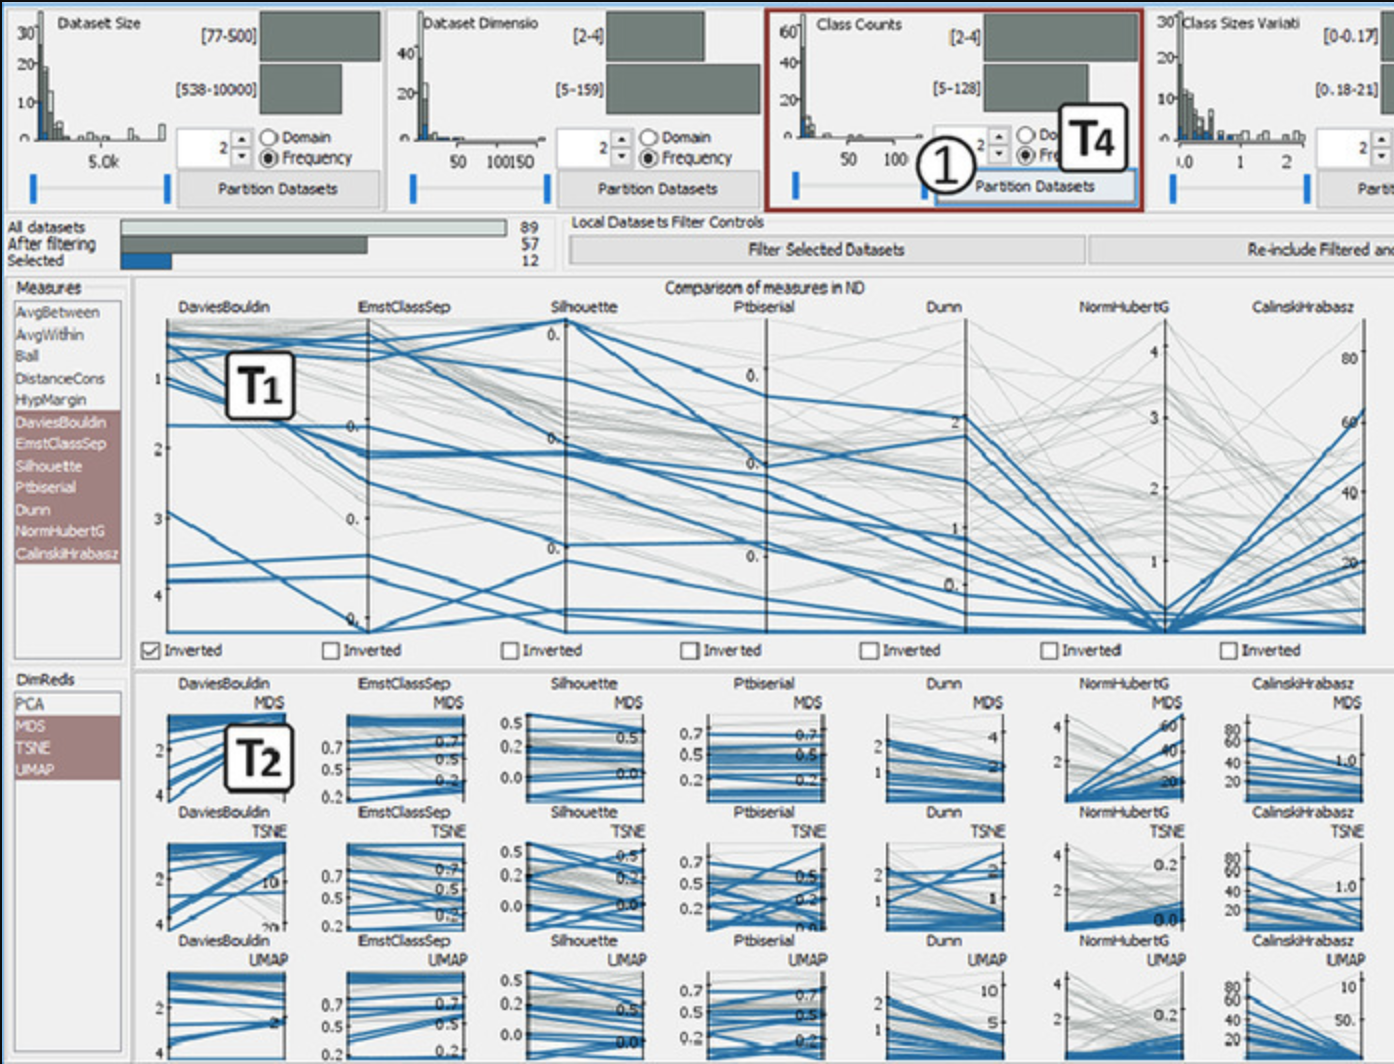 Dataset Size
30
20
10
0
5.0k
[77-500]
[538-10000]
2
Domain
Frequency
Partition Datasets
Dataset Dimensio
40
20
0
50 100150
[2-4]
[5-159]
2
Domain
Frequency
Partition Datasets
Class Counts
60
40
20
0
50 100
[2-4]
[5-128]
2
Do
Fre
T4
1
Partition Datasets
Class Sizes Variati
30
20
10
0
.0 1 2
[0-0.17]
[0.18-21]
2
Partit
All datasets 89
After filtering 57
Selected 12
Local Datasets Filter Controls
Filter Selected Datasets
Re-include Filtered and
Measures
AvgBetween
AvgWithin
Ball
DistanceCons
HypMargin
DaviesBouldin
EmstClassSep
Silhouette
Ptbiserial
Dunn
NormHubertG
CalinskiHrabasz
Comparison of measures in ND
DaviesBouldin EmstClassSep Silhouette Ptbiserial Dunn NormHubertG CalinskiHrabasz
1
2
3
4
0.
0.
0.
0.
0.
0.
0.
0.
0.
2
1
0.
4
3
2
1
80
60
40
20
T1
Inverted Inverted Inverted Inverted Inverted Inverted Inverted
DimReds
PCA
MDS
TSNE
UMAP
DaviesBouldin EmstClassSep Silhouette Ptbiserial Dunn NormHubertG CalinskiHrabasz
MDS MDS MDS MDS MDS MDS MDS
2
4
T2
0.7
0.5
0.2
0.7
0.2
0.5
0.2
0.0
0.5
0.0
0.7
0.5
0.2
0.7
0.5
0.2
2
1
4
2
4
2
60
40
20
80
60
40
20
1.0
DaviesBouldin EmstClassSep Silhouette Ptbiserial Dunn NormHubertG CalinskiHrabasz
TSNE TSNE TSNE TSNE TSNE TSNE TSNE
2
4
10
20
0.7
0.5
0.2
0.7
0.5
0.2
0.5
0.2
0.0
0.5
0.0
0.7
0.5
0.2
0.7
0.5
0.0
2
1
2
1
4
2
0.2
0.0
80
60
40
20
1.0
DaviesBouldin EmstClassSep Silhouette Ptbiserial Dunn NormHubertG CalinskiHrabasz
UMAP UMAP UMAP UMAP UMAP UMAP UMAP
2
4
2
0.7
0.5
0.2
0.7
0.5
0.2
0.5
0.2
0.0
0.5
0.0
0.7
0.5
0.2
0.7
0.5
0.2
2
1
10
5
4
2
0.2
80
60
40
20
10
50.